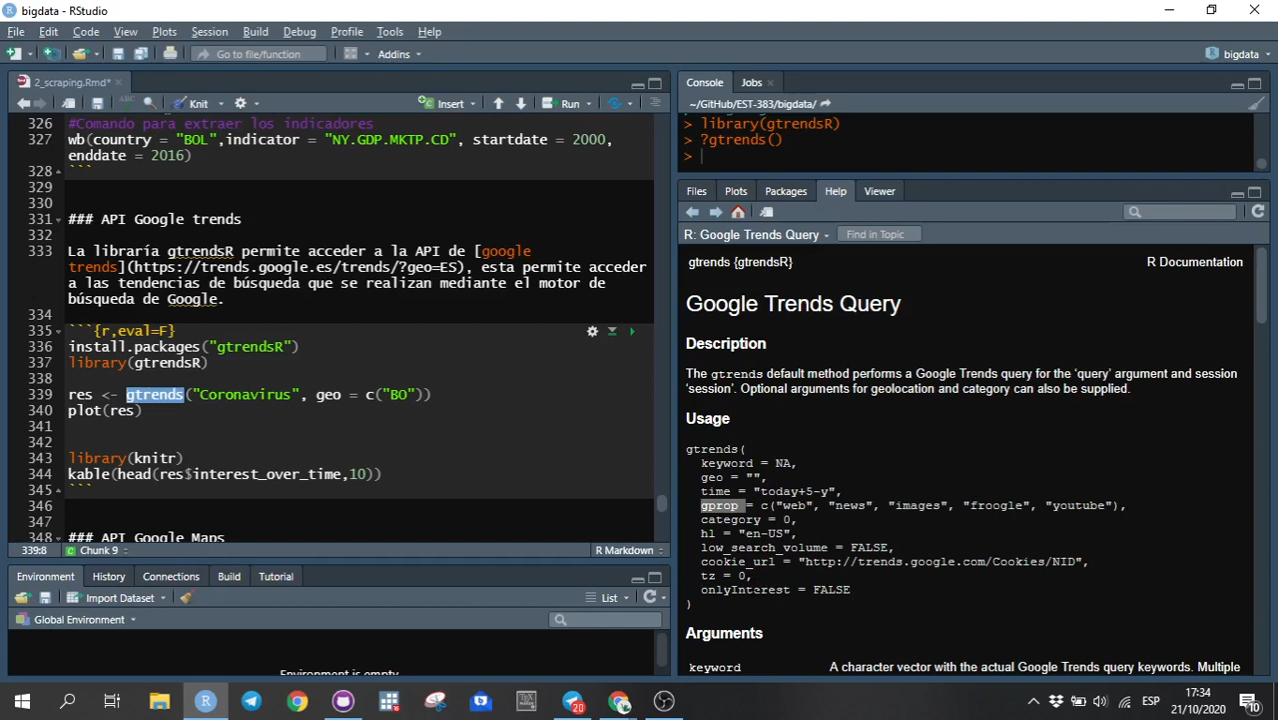 bigdata - RStudio
File Edit Code View Plots Session Build Debug Profile Tools Help
Go to file/function Addins bigdata
2_scraping.Rmd*
Knit Insert Run
326 #Comando para extraer los indicadores
327 wb(country = "BOL",indicator = "NY.GDP.MKTP.CD", startdate = 2000,
enddate = 2016)
328 ```
329
330
331 ### API Google trends
332
333 La libraría gtrendsR permite acceder a la API de [google
trends](https://trends.google.es/trends/?geo=ES), esta permite acceder
a las tendencias de búsqueda que se realizan mediante el motor de
búsqueda de Google.
334
335 ```{r,eval=F}
336 install.packages("gtrendsR")
337 library(gtrendsR)
338
339 res <- gtrends("Coronavirus", geo = c("BO"))
340 plot(res)
341
342
343 library(knitr)
344 kable(head(res$interest_over_time,10))
345 ```
346
347
348 ### API Google Maps
339:8 Chunk 9 R Markdown
Environment History Connections Build Tutorial
Import Dataset List
Global Environment
Environment is empty
Console Jobs
~/GitHub/EST-383/bigdata/
> library(gtrendsR)
> ?gtrends()
>
Files Plots Packages Help Viewer
R: Google Trends Query Find in Topic
gtrends {gtrendsR} R Documentation
Google Trends Query
Description
The gtrends default method performs a Google Trends query for the 'query' argument and session
'session'. Optional arguments for geolocation and category can also be supplied.
Usage
gtrends(
keyword = NA,
geo = "",
time = "today+5-y",
gprop = c("web", "news", "images", "froogle", "youtube"),
category = 0,
hl = "en-US",
low_search_volume = FALSE,
cookie_url = "http://trends.google.com/Cookies/NID",
tz = 0,
onlyInterest = FALSE
)
Arguments
keyword A character vector with the actual Google Trends query keywords. Multiple
20 ESP 17:34
21/10/2020 10